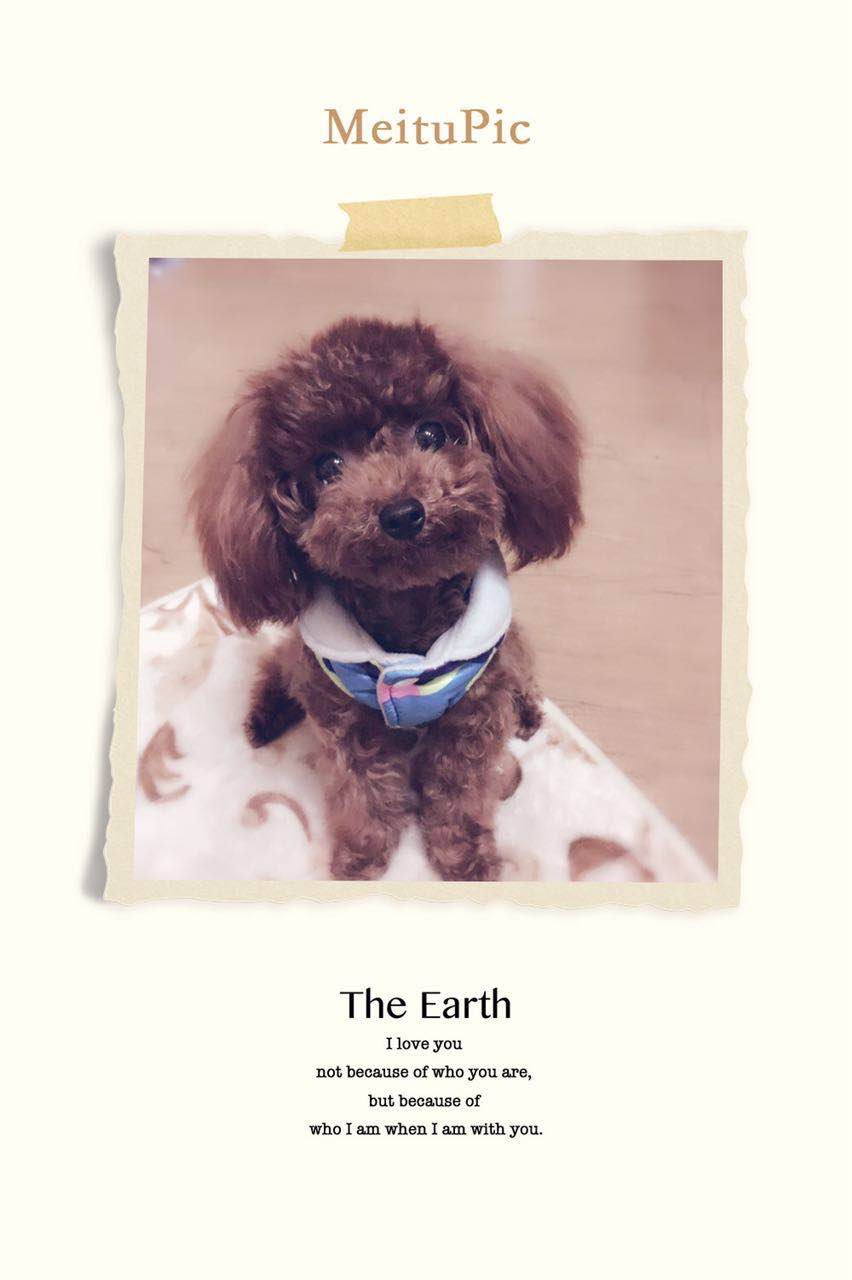 MeituPic
The Earth
I love you
not because of who you are,
but because of
who I am when I am with you.